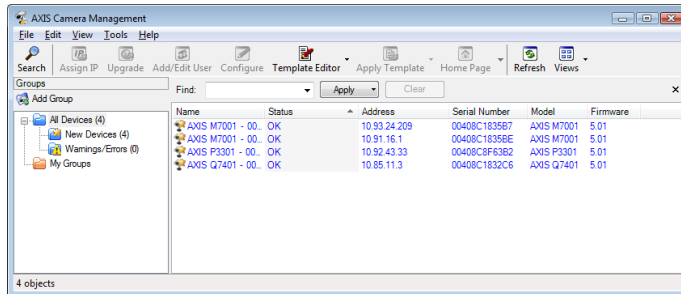 AXIS Camera Management
File Edit View Tools Help
Search Assign IP Upgrade Add/Edit User Configure Template Editor Apply Template Home Page Refresh Views
Groups
Find: Apply Clear
Add Group
Name Status Address Serial Number Model Firmware
All Devices (4)
New Devices (4)
Warnings/Errors (0)
My Groups
AXIS M7001 - 00... OK 10.93.24.209 00408C1835B7 AXIS M7001 5.01
AXIS M7001 - 00... OK 10.91.16.1 00408C1835BE AXIS M7001 5.01
AXIS P3301 - 00... OK 10.92.43.33 00408C8F63B2 AXIS P3301 5.01
AXIS Q7401 - 00... OK 10.85.11.3 00408C1832C6 AXIS Q7401 5.01
4 objects